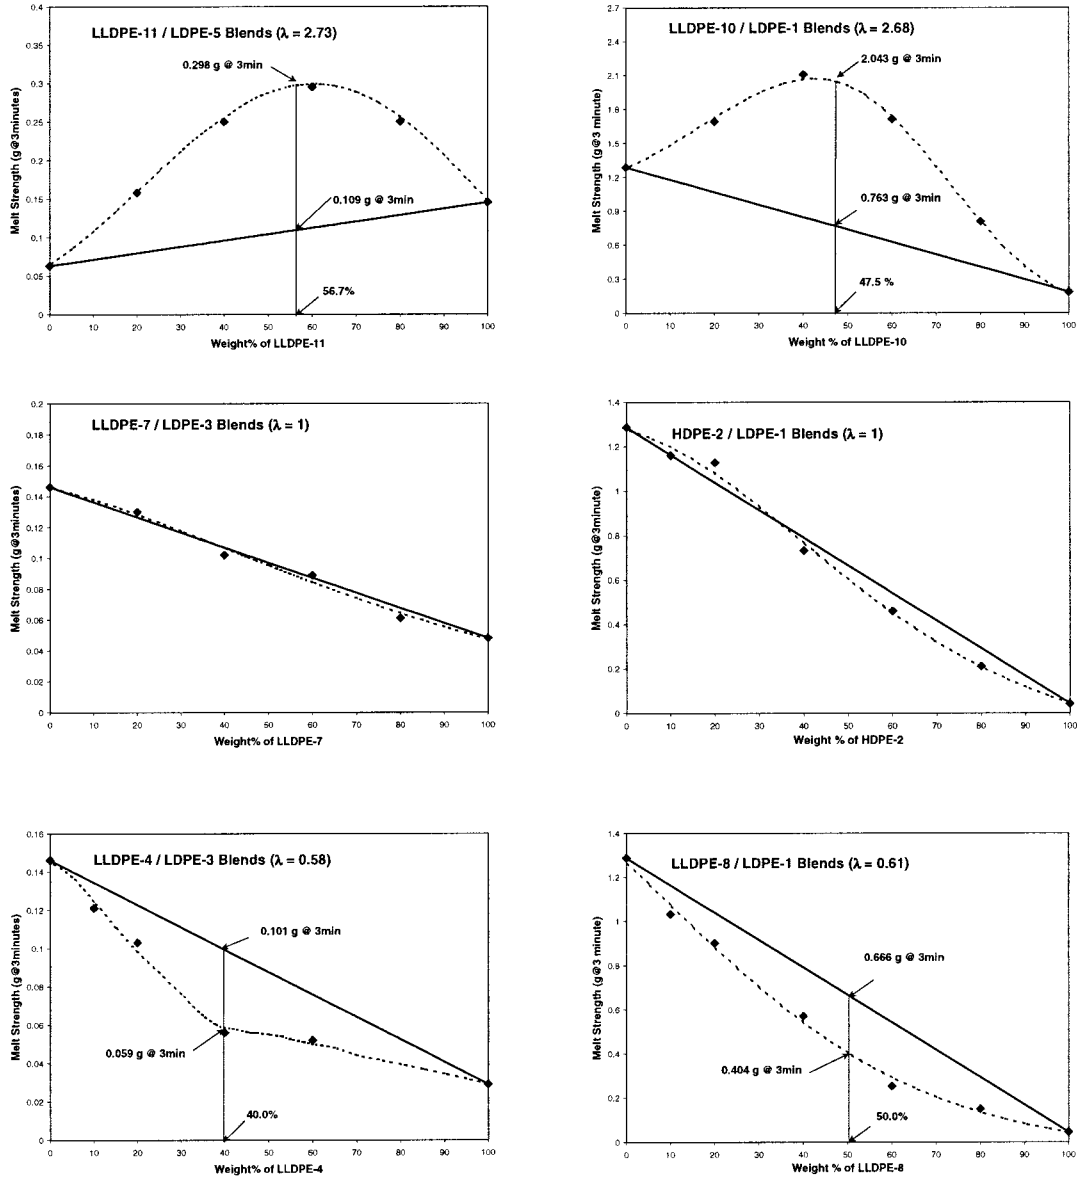 LLDPE-11 / LDPE-5 Blends (λ = 2.73)
Melt Strength (g@3minutes)
0.4
0.35
0.3
0.25
0.2
0.15
0.1
0.05
0
0.298 g @ 3min
0.109 g @ 3min
56.7%
0 10 20 30 40 50 60 70 80 90 100
Weight% of LLDPE-11
LLDPE-10 / LDPE-1 Blends (λ = 2.68)
Melt Strength (g@3 minute)
2.7
2.4
2.1
1.8
1.5
1.2
0.9
0.6
0.3
0
2.043 g @ 3min
0.763 g @ 3min
47.5 %
0 10 20 30 40 50 60 70 80 90 100
Weight % of LLDPE-10
LLDPE-7 / LDPE-3 Blends (λ = 1)
Melt Strength (g@3minutes)
0.2
0.18
0.16
0.14
0.12
0.1
0.08
0.06
0.04
0.02
0
0 10 20 30 40 50 60 70 80 90 100
Weight% of LLDPE-7
HDPE-2 / LDPE-1 Blends (λ = 1)
Melt Strength (g@3minute)
1.4
1.2
1
0.8
0.6
0.4
0.2
0
0 10 20 30 40 50 60 70 80 90 100
Weight % of HDPE-2
LLDPE-4 / LDPE-3 Blends (λ = 0.58)
Melt Strength (g@3minutes)
0.16
0.14
0.12
0.1
0.08
0.06
0.04
0.02
0
0.101 g @ 3min
0.059 g @ 3min
40.0%
0 10 20 30 40 50 60 70 80 90 100
Weight% of LLDPE-4
LLDPE-8 / LDPE-1 Blends (λ = 0.61)
Melt Strength (g@3 minute)
1.4
1.2
1
0.8
0.6
0.4
0.2
0
0.666 g @ 3min
0.404 g @ 3min
50.0%
0 10 20 30 40 50 60 70 80 90 100
Weight % of LLDPE-8